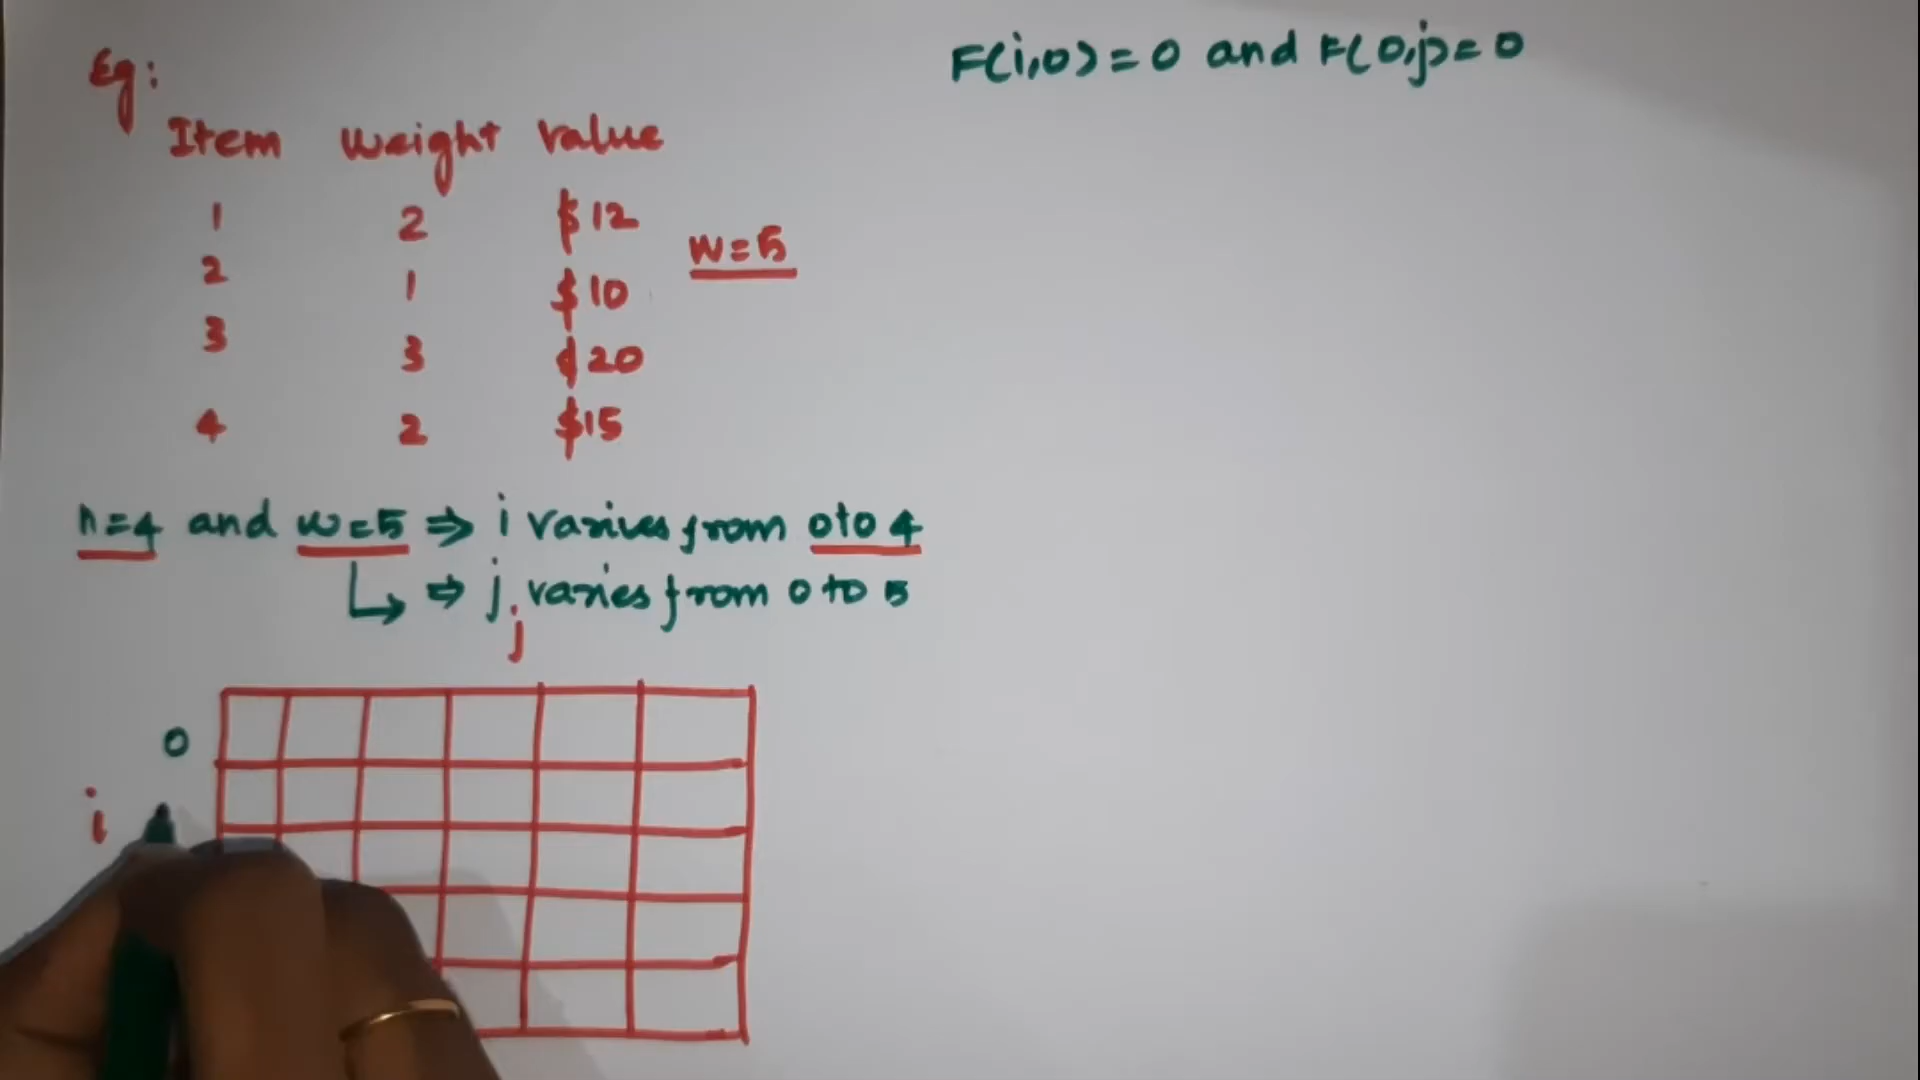 Eg:
F(i,0)=0 and F(0,j)=0
Item Weight Value
1 2 $12
W=5
2 1 $10
3 3 $20
4 2 $15
n=4 and w=5 ⇒ i varives from 0 to 4
↳ ⇒ j varies from 0 to 5
j
0
i